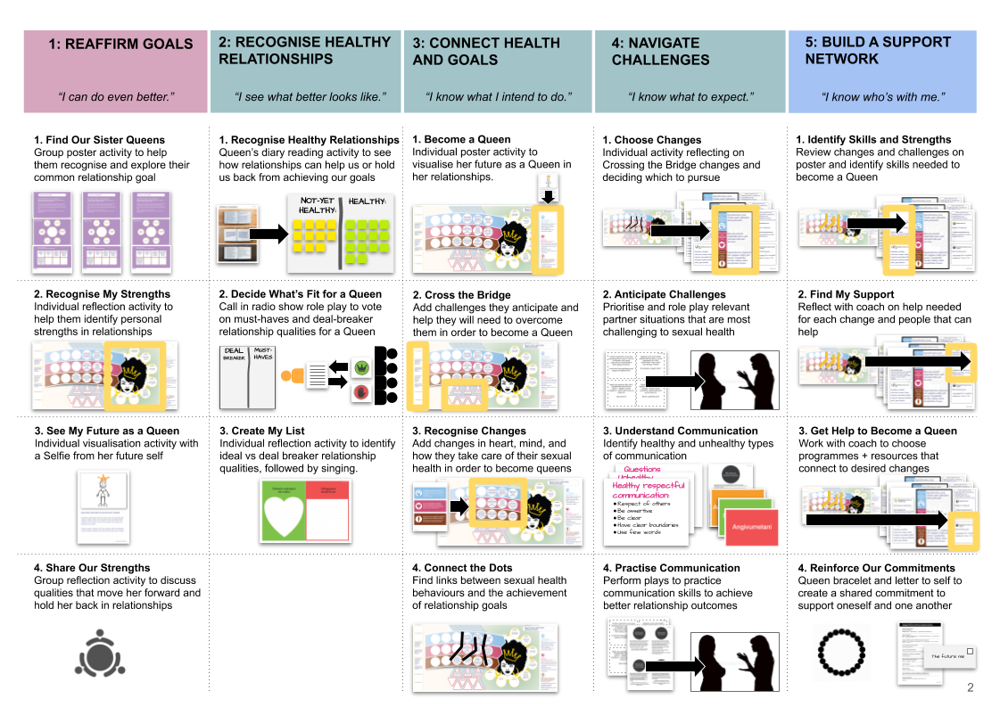 1: REAFFIRM GOALS
“I can do even better.”
2: RECOGNISE HEALTHY
RELATIONSHIPS
“I see what better looks like.”
3: CONNECT HEALTH
AND GOALS
“I know what I intend to do.”
4: NAVIGATE
CHALLENGES
“I know what to expect.”
5: BUILD A SUPPORT
NETWORK
“I know who’s with me.”
1. Find Our Sister Queens
Group poster activity to help
them recognise and explore their
common relationship goal
1. Recognise Healthy Relationships
Queen’s diary reading activity to see
how relationships can help us or hold
us back from achieving our goals
NOT-YET
HEALTHY:
HEALTHY:
1. Become a Queen
Individual poster activity to
visualise her future as a Queen in
her relationships.
1. Choose Changes
Individual activity reflecting on
Crossing the Bridge changes and
deciding which to pursue
1. Identify Skills and Strengths
Review changes and challenges on
poster and identify skills needed to
become a Queen
2. Recognise My Strengths
Individual reflection activity to
help them identify personal
strengths in relationships
2. Decide What’s Fit for a Queen
Call in radio show role play to vote
on must-haves and deal-breaker
relationship qualities for a Queen
DEAL
BREAKER
MUST-
HAVES
2. Cross the Bridge
Add challenges they anticipate and
help they will need to overcome
them in order to become a Queen
2. Anticipate Challenges
Prioritise and role play relevant
partner situations that are most
challenging to sexual health
2. Find My Support
Reflect with coach on help needed
for each change and people that can
help
3. See My Future as a Queen
Individual visualisation activity with
a Selfie from her future self
3. Create My List
Individual reflection activity to identify
ideal vs deal breaker relationship
qualities, followed by singing.
3. Recognise Changes
Add changes in heart, mind, and
how they take care of their sexual
health in order to become queens
3. Understand Communication
Identify healthy and unhealthy types
of communication
Questions
Unhealthy
Healthy respectful
communication:
• Respect of others
• Be assertive
• Be clear
• Have clear boundaries
• Use few words
Angivumelani
3. Get Help to Become a Queen
Work with coach to choose
programmes + resources that
connect to desired changes
4. Share Our Strengths
Group reflection activity to discuss
qualities that move her forward and
hold her back in relationships
4. Connect the Dots
Find links between sexual health
behaviours and the achievement
of relationship goals
4. Practise Communication
Perform plays to practice
communication skills to achieve
better relationship outcomes
4. Reinforce Our Commitments
Queen bracelet and letter to self to
create a shared commitment to
support oneself and one another
The future me
2